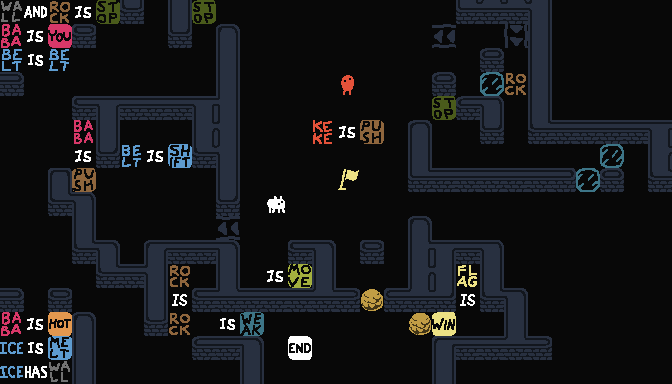 WALL AND ROCK IS STOP STOP
BABA IS YOU
BELT IS BELT
ROCK
STOP
BABA KEKE IS PUSH
IS BELT IS SHIFT
PUSH
ROCK IS MOVE FLAG
IS IS
BABA IS HOT ROCK IS WEAK WIN
ICE IS MELT END
ICE HAS WALL